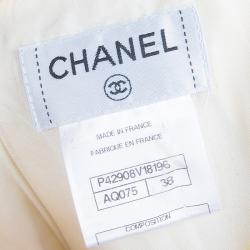 CHANEL
MADE IN FRANCE
FABRIQUE EN FRANCE
P42908V18196
AQ075 38
COMPOSITION